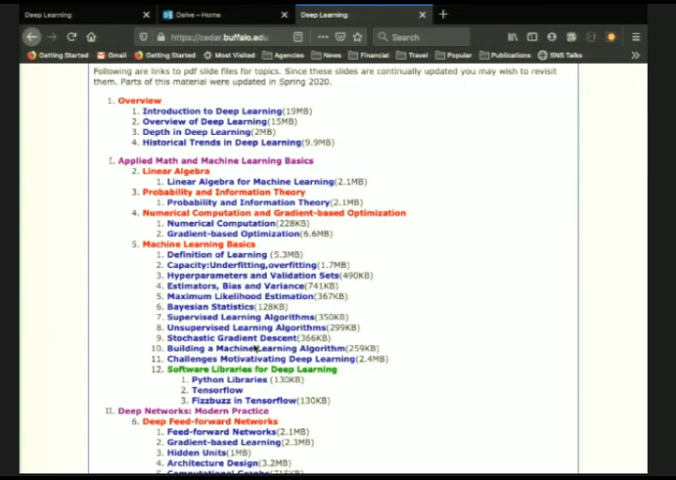 Deep Learning:
Delve – Home
Deep Learning
https://cedar.buffalo.edu
Search
Getting Started
Gmail
Getting Started
Most Visited
Agencies
News
Financial
Travel
Popular
Publications
SNS Talks
Following are links to pdf slide files for topics. Since these slides are continually updated you may wish to revisit
them. Parts of this material were updated in Spring 2020.
1. Overview
1. Introduction to Deep Learning(19MB)
2. Overview of Deep Learning(15MB)
3. Depth in Deep Learning(2MB)
4. Historical Trends in Deep Learning(9.9MB)
I. Applied Math and Machine Learning Basics
2. Linear Algebra
1. Linear Algebra for Machine Learning(2.1MB)
3. Probability and Information Theory
1. Probability and Information Theory(2.1MB)
4. Numerical Computation and Gradient-based Optimization
1. Numerical Computation(228KB)
2. Gradient-based Optimization(6.6MB)
5. Machine Learning Basics
1. Definition of Learning (5.3MB)
2. Capacity:Underfitting,overfitting(1.7MB)
3. Hyperparameters and Validation Sets(490KB)
4. Estimators, Bias and Variance(741KB)
5. Maximum Likelihood Estimation(367KB)
6. Bayesian Statistics(128KB)
7. Supervised Learning Algorithms(350KB)
8. Unsupervised Learning Algorithms(299KB)
9. Stochastic Gradient Descent(366KB)
10. Building a Machine Learning Algorithm(259KB)
11. Challenges Motivativating Deep Learning(2.4MB)
12. Software Libraries for Deep Learning
1. Python Libraries (130KB)
2. Tensorflow
3. Fizzbuzz in Tensorflow(130KB)
II. Deep Networks: Modern Practice
6. Deep Feed-forward Networks
1. Feed-forward Networks(2.1MB)
2. Gradient-based Learning(2.3MB)
3. Hidden Units(1MB)
4. Architecture Design(3.2MB)
5. Computational Graphs